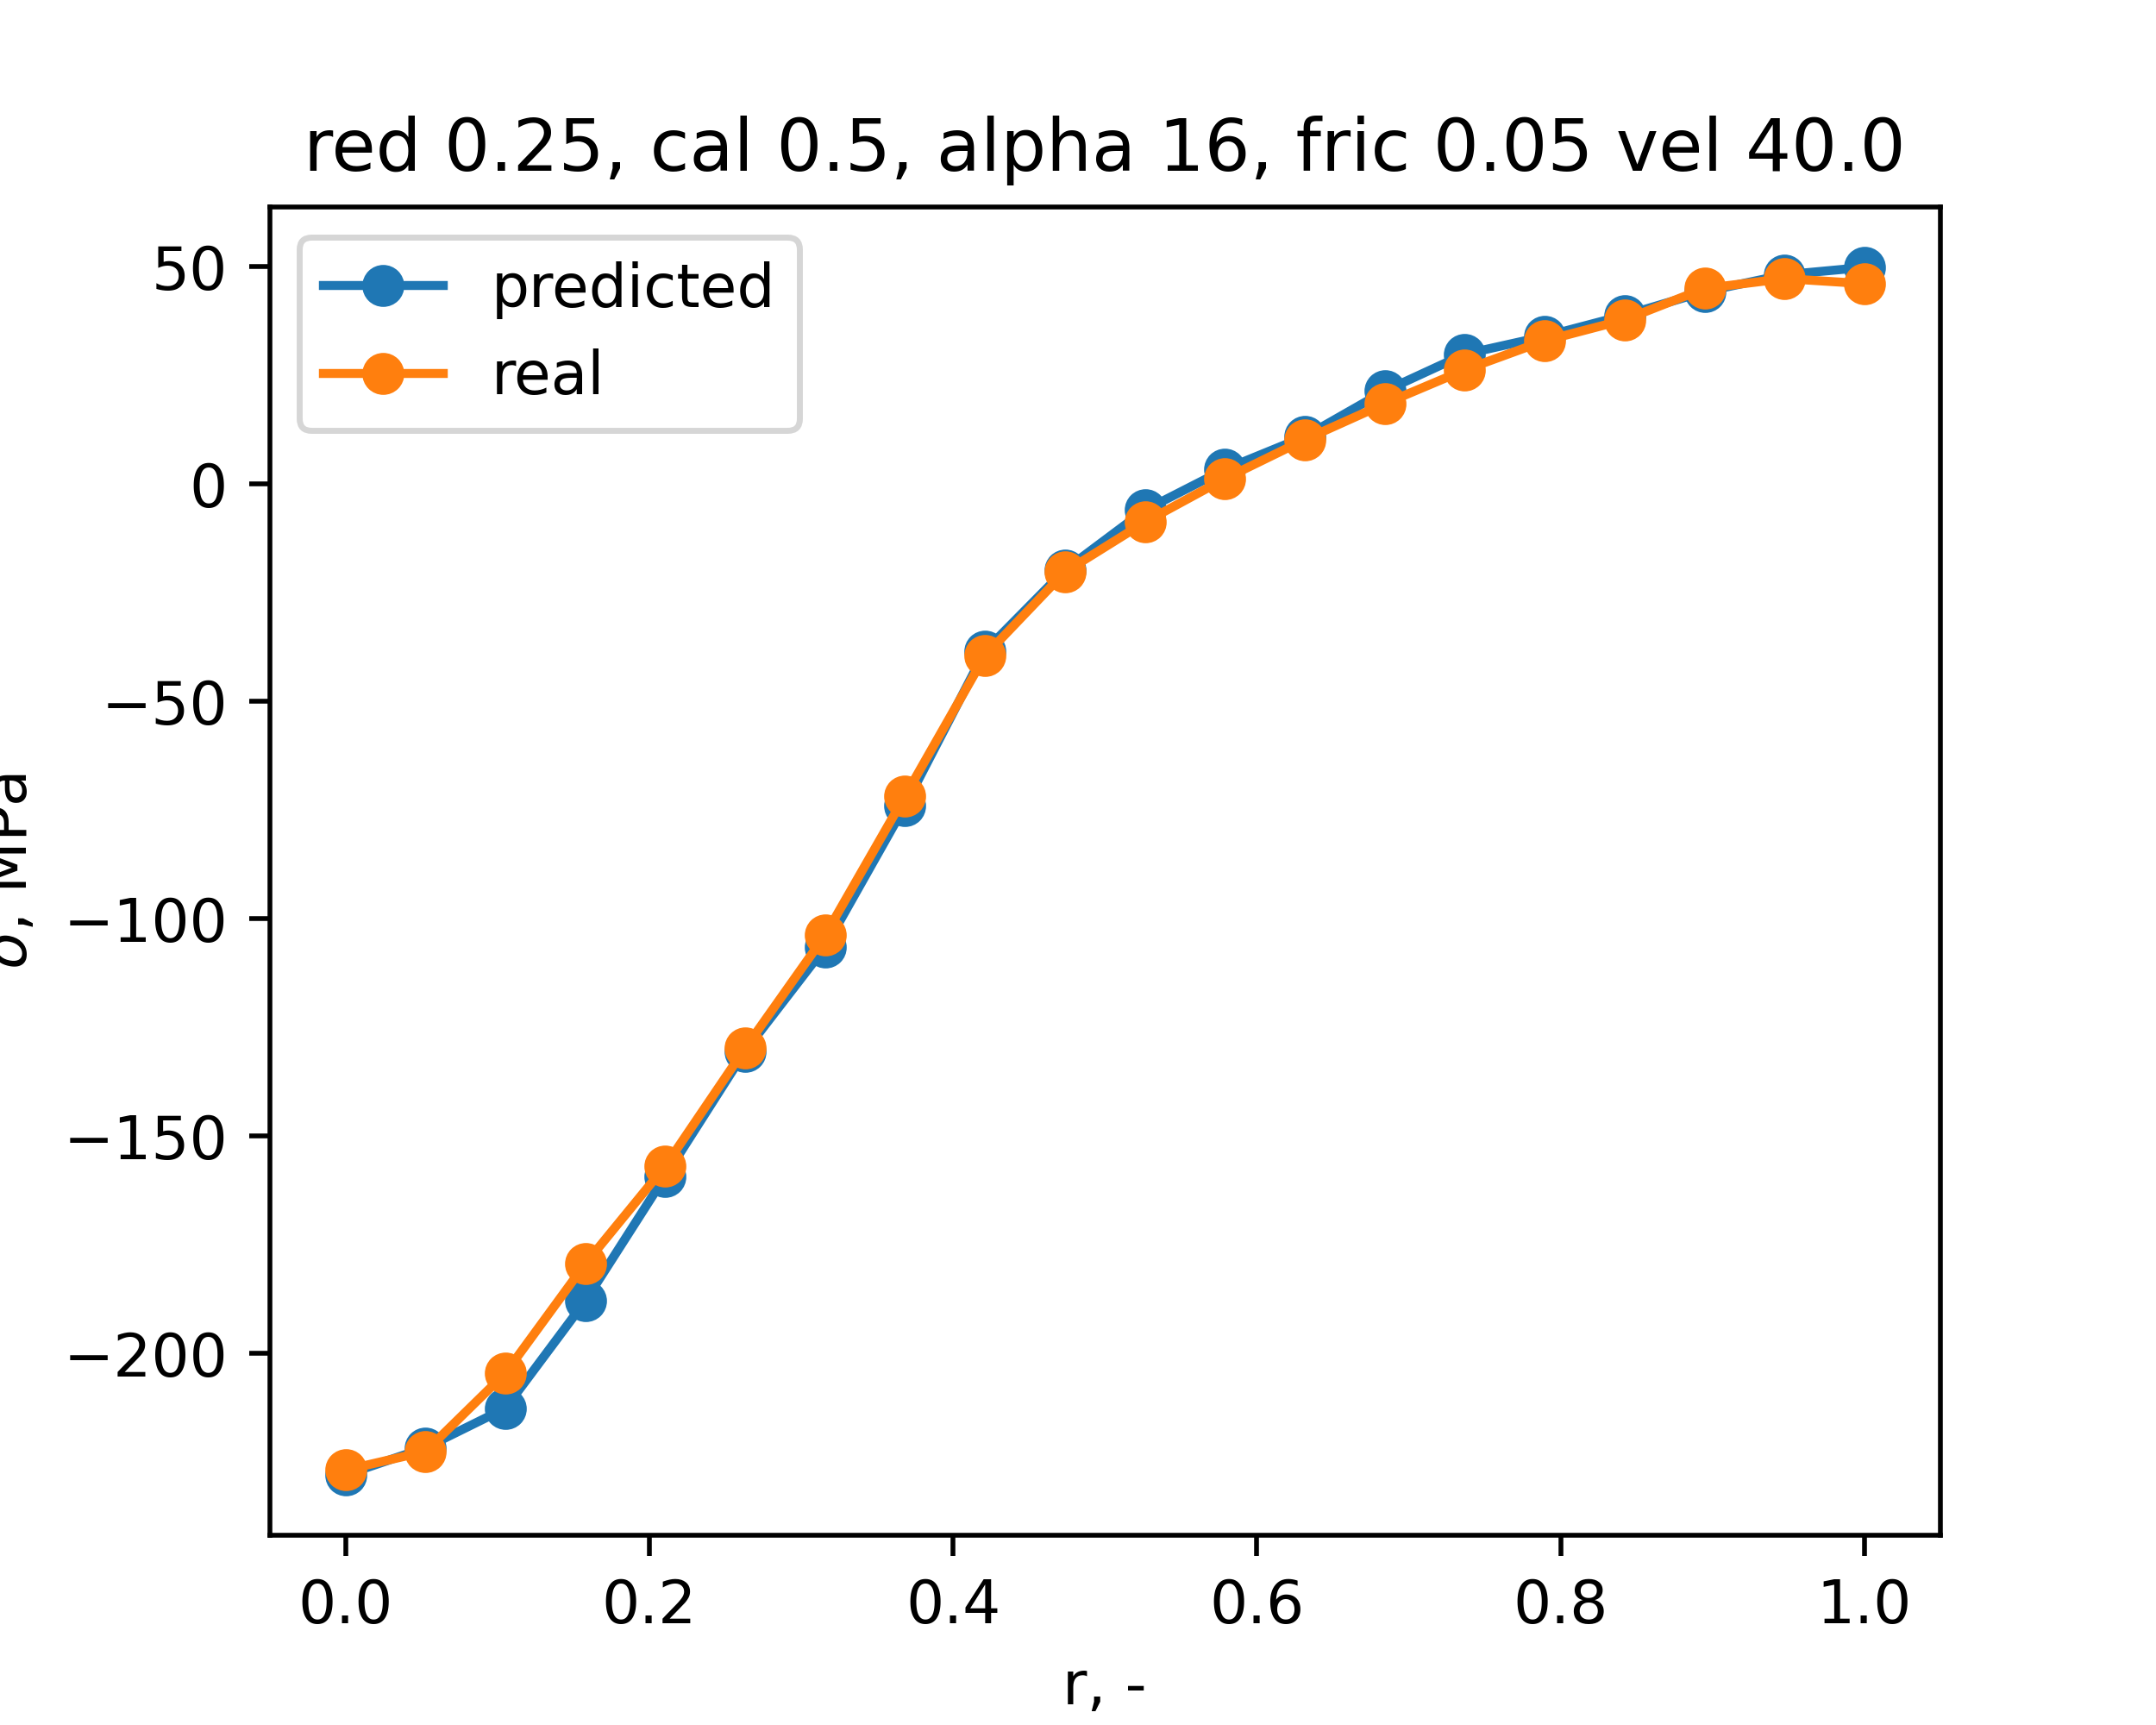 red 0.25, cal 0.5, alpha 16, fric 0.05 vel 40.0
predicted
real
50
0
−50
−100
−150
−200
σ, MPa
0.0 0.2 0.4 0.6 0.8 1.0
r, -